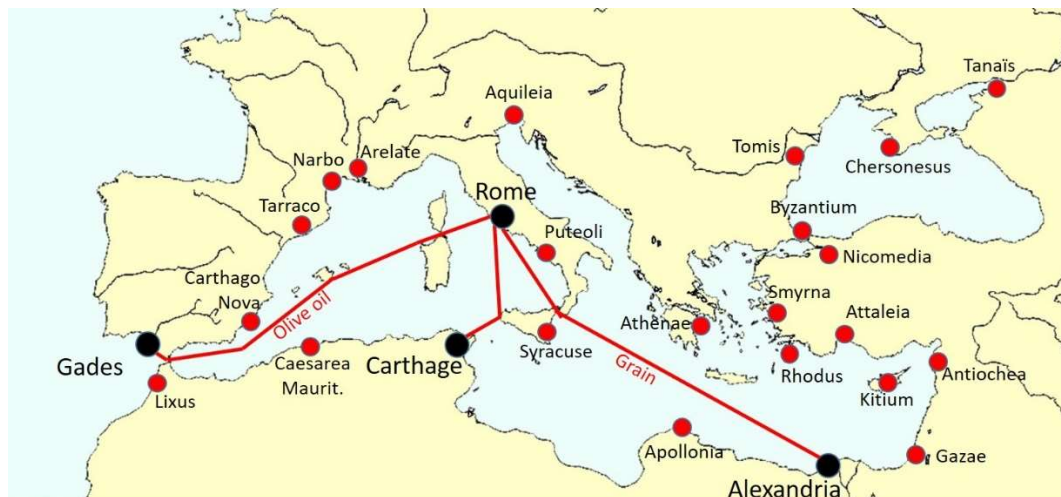 Tanaïs
Aquileia
Tomis
Chersonesus
Narbo
Arelate
Rome
Tarraco
Byzantium
Puteoli
Nicomedia
Carthago
Nova
Smyrna
Attaleia
Olive oil
Athenae
Gades
Caesarea
Maurit.
Carthage
Syracuse
Grain
Rhodus
Antiochea
Lixus
Kitium
Apollonia
Gazae
Alexandria